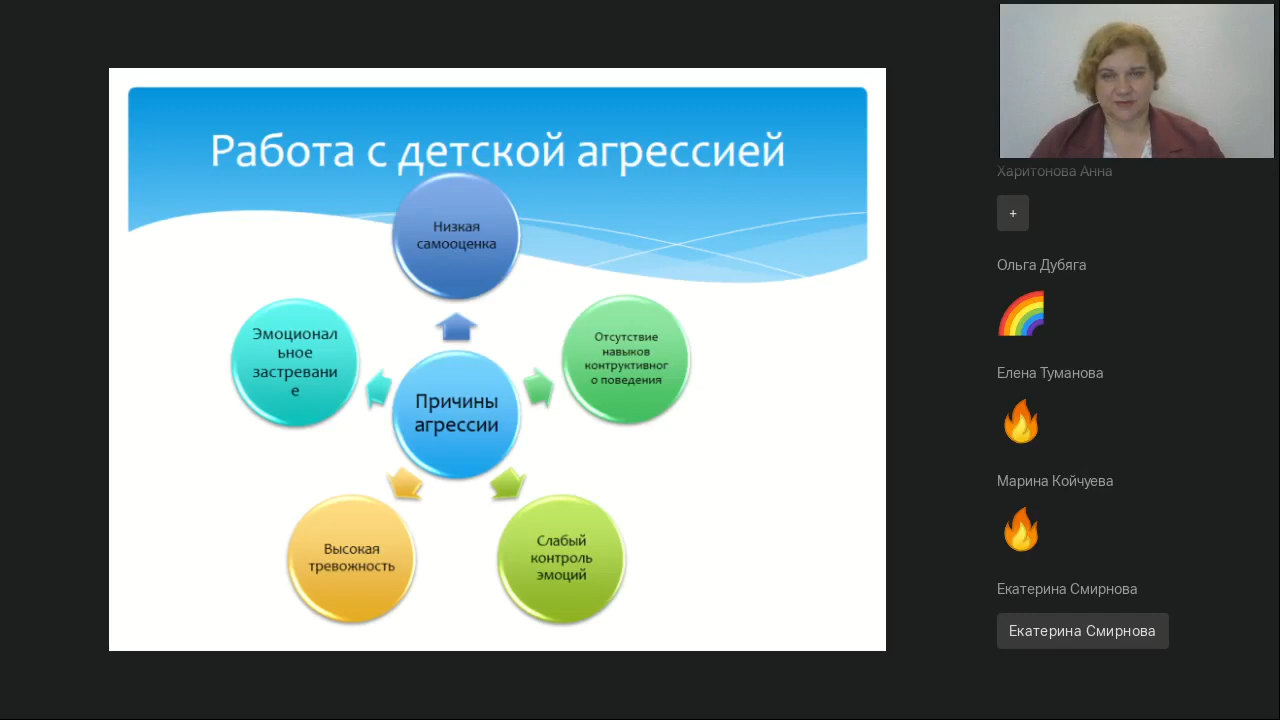 Работа с детской агрессией
Низкая
самооценка
Эмоционал
ьное
застревани
е
Отсутствие
навыков
контруктивног
о поведения
Причины
агрессии
Высокая
тревожность
Слабый
контроль
эмоций
Харитонова Анна
+
Ольга Дубяга
Елена Туманова
Марина Койчуева
Екатерина Смирнова
Екатерина Смирнова